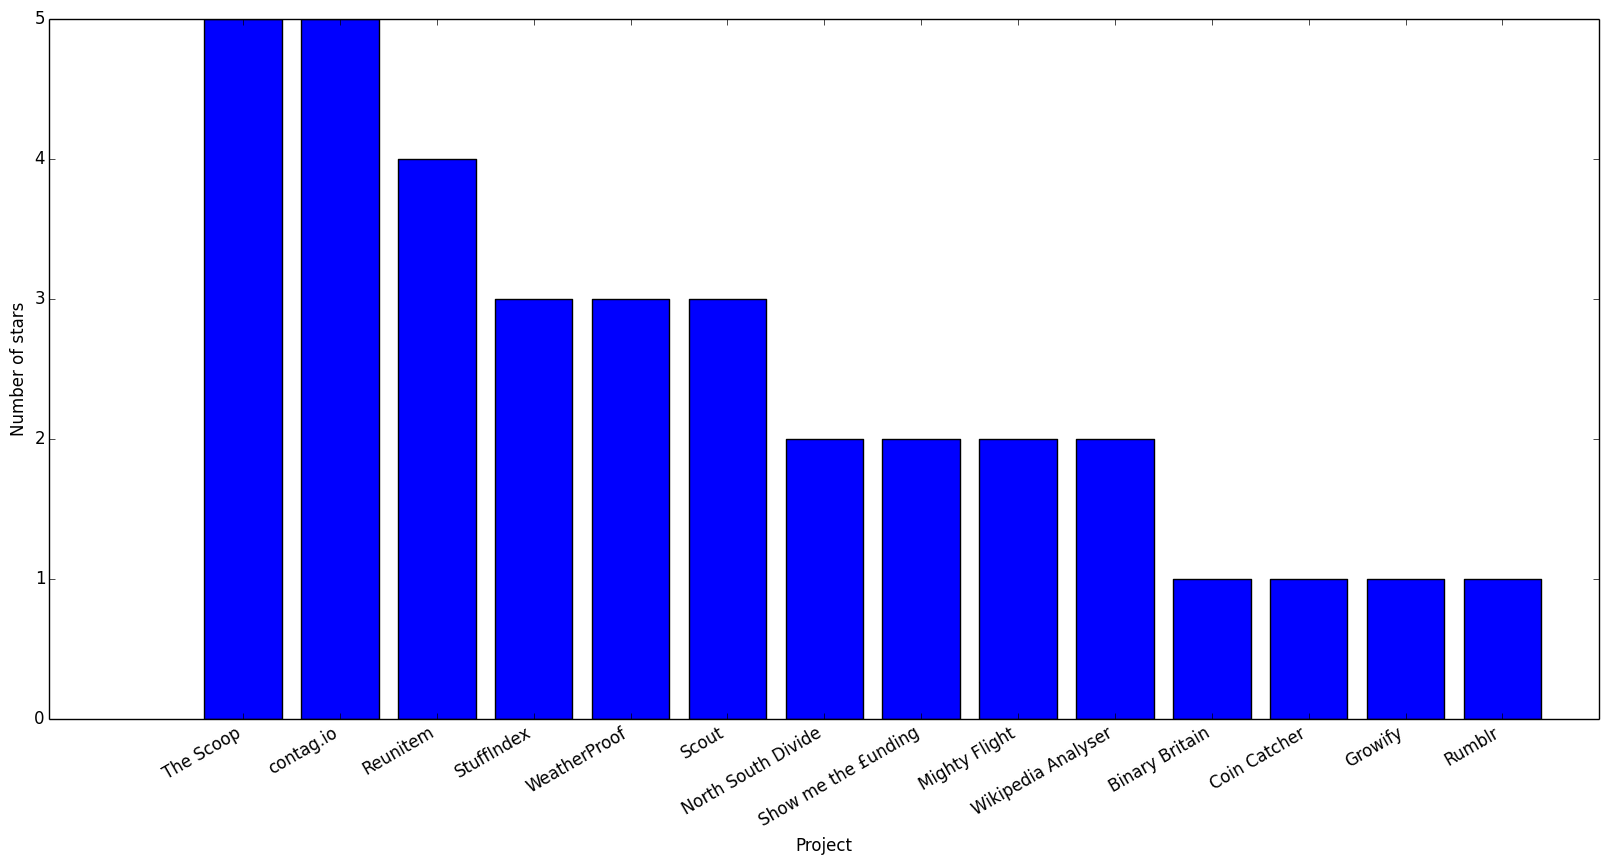 5
4
3
2
1
0
Number of stars
The Scoop
contag.io
Reunitem
StuffIndex
WeatherProof
Scout
North South Divide
Show me the £unding
Mighty Flight
Wikipedia Analyser
Binary Britain
Coin Catcher
Growify
Rumblr
Project